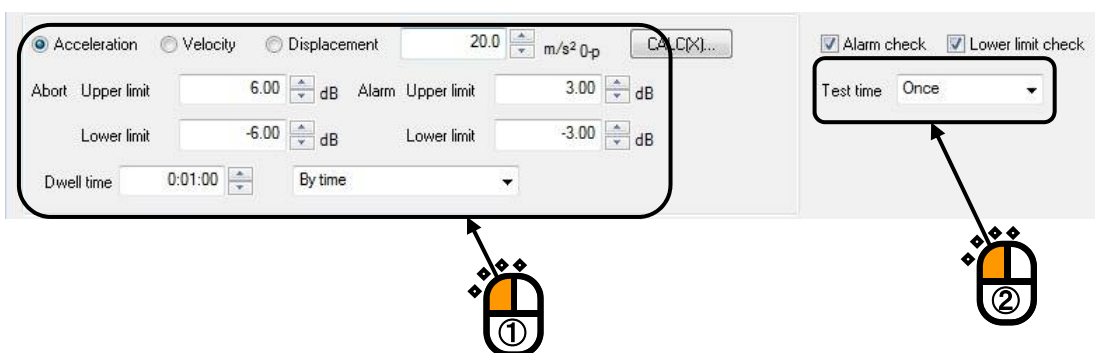 Acceleration Velocity Displacement 20.0 m/s² 0-p CALC(X)... Alarm check Lower limit check
Abort Upper limit 6.00 dB Alarm Upper limit 3.00 dB Test time Once
Lower limit -6.00 dB Lower limit -3.00 dB
Dwell time 0:01:00 By time
①
②